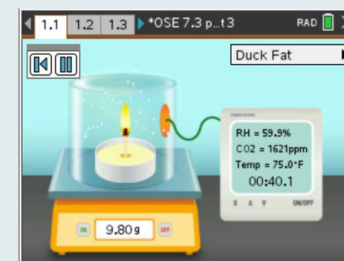 1.1 1.2 1.3 *OSE 7.3 p...t3 RAD
Duck Fat
RH = 59.9%
CO2 = 1621ppm
Temp = 75.0°F
00:40.1
ON/OFF
ON 9.80 g OFF